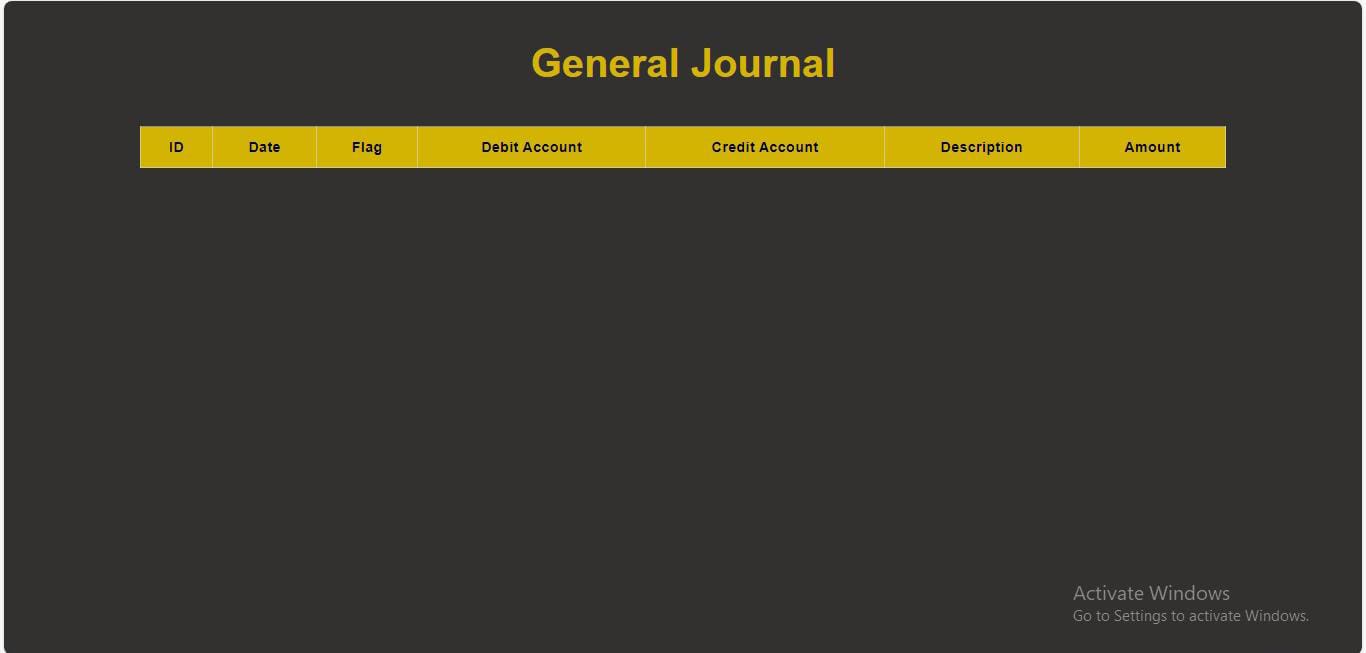 General Journal
ID Date Flag Debit Account Credit Account Description Amount
Activate Windows
Go to Settings to activate Windows.